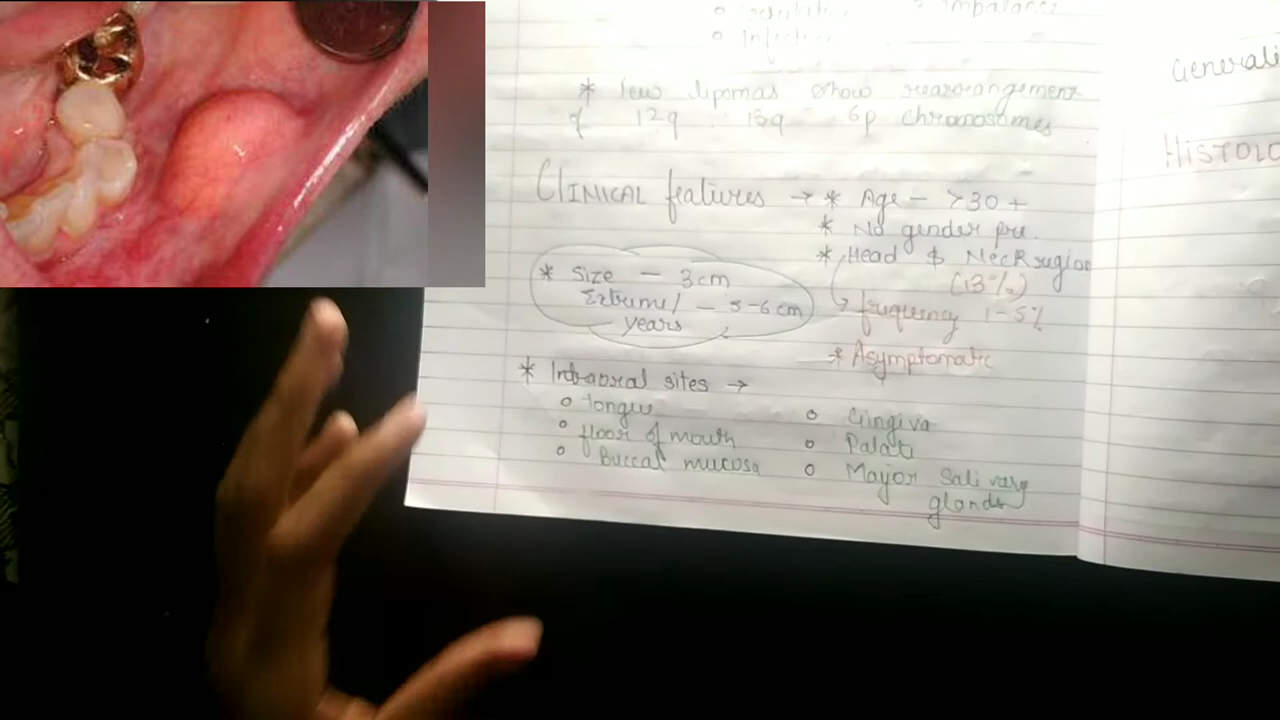 imbalance
* few lipomas show rearrangement
of 12q 13q 6p chromosomes
CLINICAL features → * Age - >30 +
* No gender pre.
* Head & Neck region
(13%)
frequency 1-5%
* Asymptomatic
* Size - 3cm
Extreme/ - 5-6 cm
years
* Intraoral sites →
o tongue
o floor of mouth
o Buccal mucosa
o Gingiva
o Palate
o Major Salivary
glands
Generali
HISTOLO